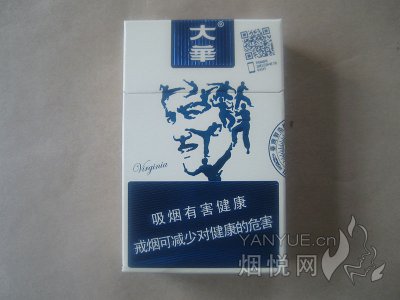 大華®
Virginia
吸烟有害健康
戒烟可减少对健康的危害
YANYUE.cn
烟悦网